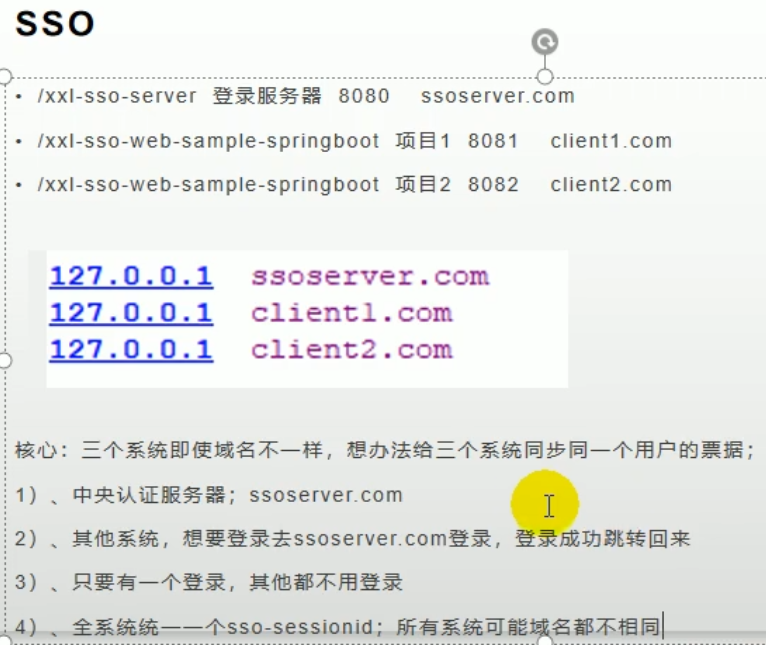 SSO
• /xxl-sso-server 登录服务器 8080 ssoserver.com
• /xxl-sso-web-sample-springboot 项目1 8081 client1.com
• /xxl-sso-web-sample-springboot 项目2 8082 client2.com
127.0.0.1 ssoserver.com
127.0.0.1 client1.com
127.0.0.1 client2.com
核心：三个系统即使域名不一样，想办法给三个系统同步同一个用户的票据；
1）、中央认证服务器；ssoserver.com
2）、其他系统，想要登录去ssoserver.com登录，登录成功跳转回来
3）、只要有一个登录，其他都不用登录
4）、全系统统一一个sso-sessionid；所有系统可能域名都不相同